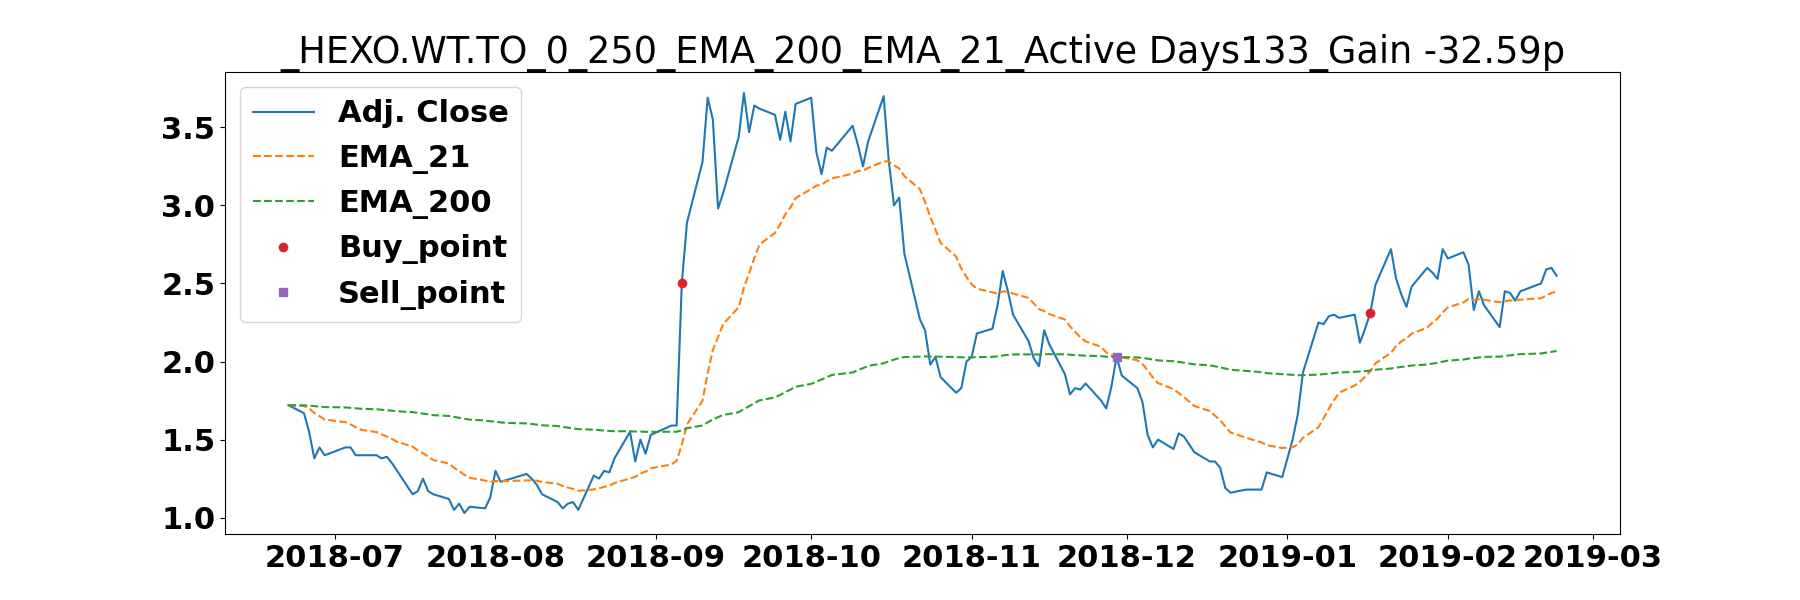 _HEXO.WT.TO_0_250_EMA_200_EMA_21_Active Days133_Gain -32.59p
Adj. Close
EMA_21
EMA_200
Buy_point
Sell_point
3.5
3.0
2.5
2.0
1.5
1.0
2018-07 2018-08 2018-09 2018-10 2018-11 2018-12 2019-01 2019-02 2019-03